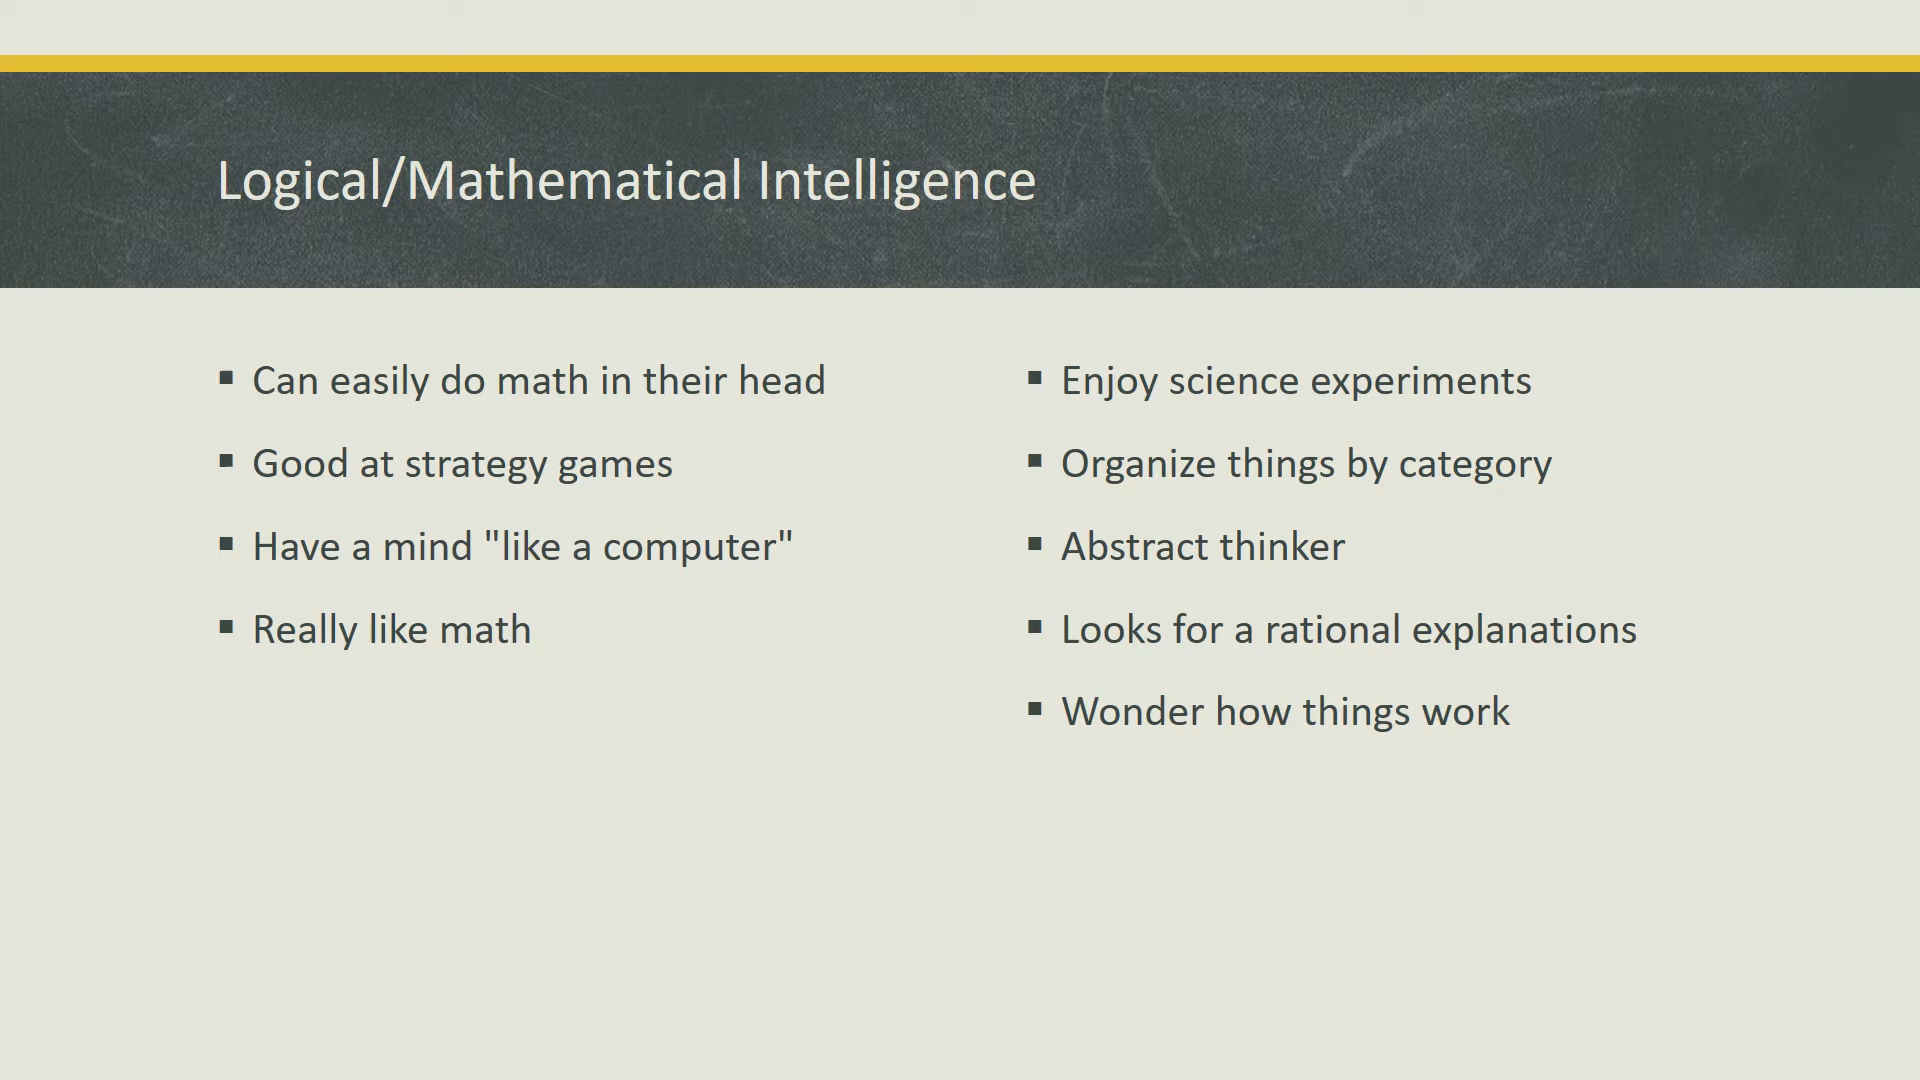 Logical/Mathematical Intelligence
Can easily do math in their head
Good at strategy games
Have a mind "like a computer"
Really like math
Enjoy science experiments
Organize things by category
Abstract thinker
Looks for a rational explanations
Wonder how things work